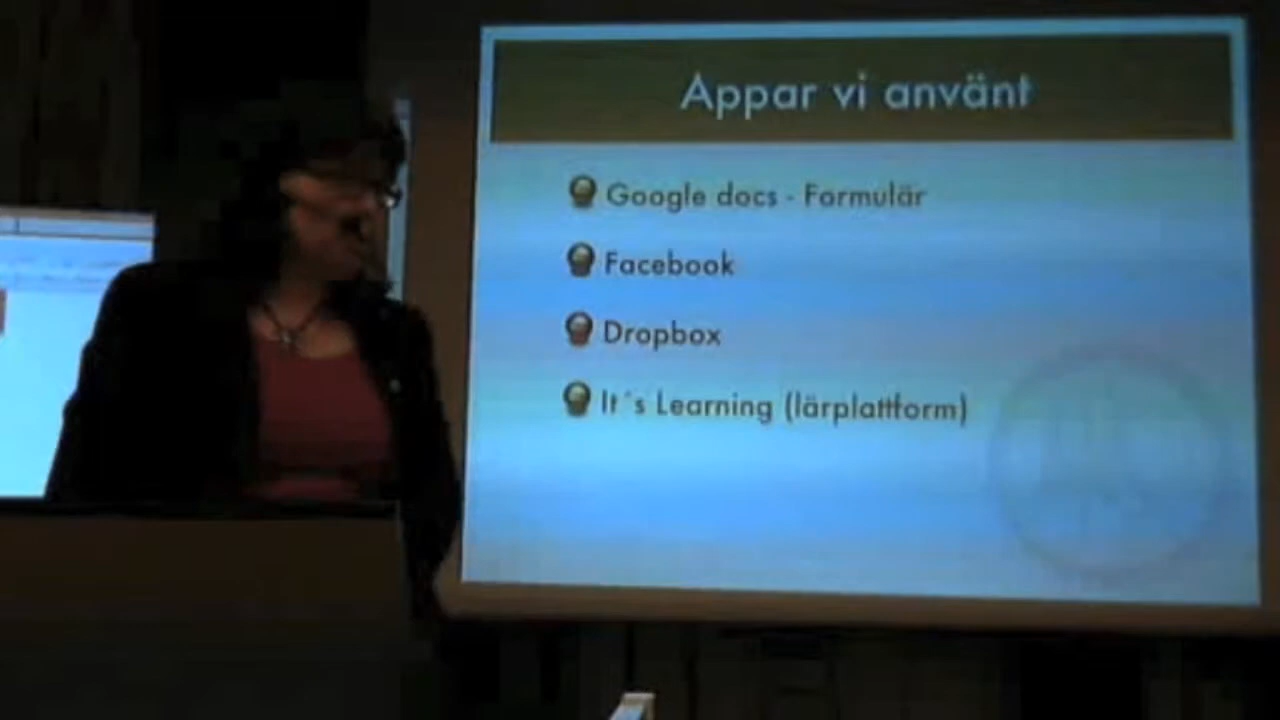 Appar vi använt
Google docs - Formulär
Facebook
Dropbox
It´s Learning (lärplattform)